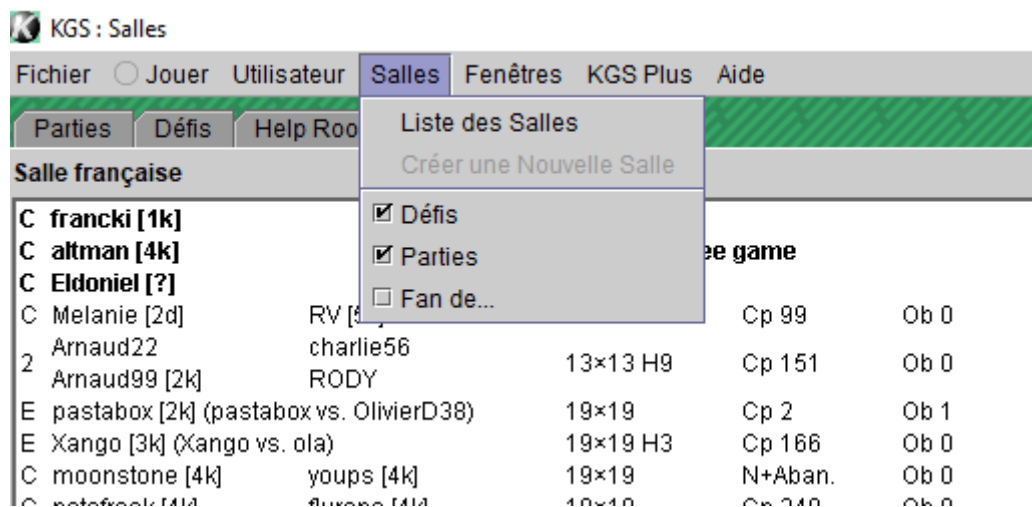 KGS : Salles
Fichier Jouer Utilisateur Salles Fenêtres KGS Plus Aide
Parties Défis Help Roo
Liste des Salles
Créer une Nouvelle Salle
Défis
Parties
Fan de...
Salle française
C francki [1k]
C altman [4k] ee game
C Eldoniel [?]
C Melanie [2d] RV Cp 99 Ob 0
2 Arnaud22 charlie56 13×13 H9 Cp 151 Ob 0
Arnaud99 [2k] RODY
E pastabox [2k] (pastabox vs. OlivierD38) 19×19 Cp 2 Ob 1
E Xango [3k] (Xango vs. ola) 19×19 H3 Cp 166 Ob 0
C moonstone [4k] youps [4k] 19×19 N+Aban. Ob 0